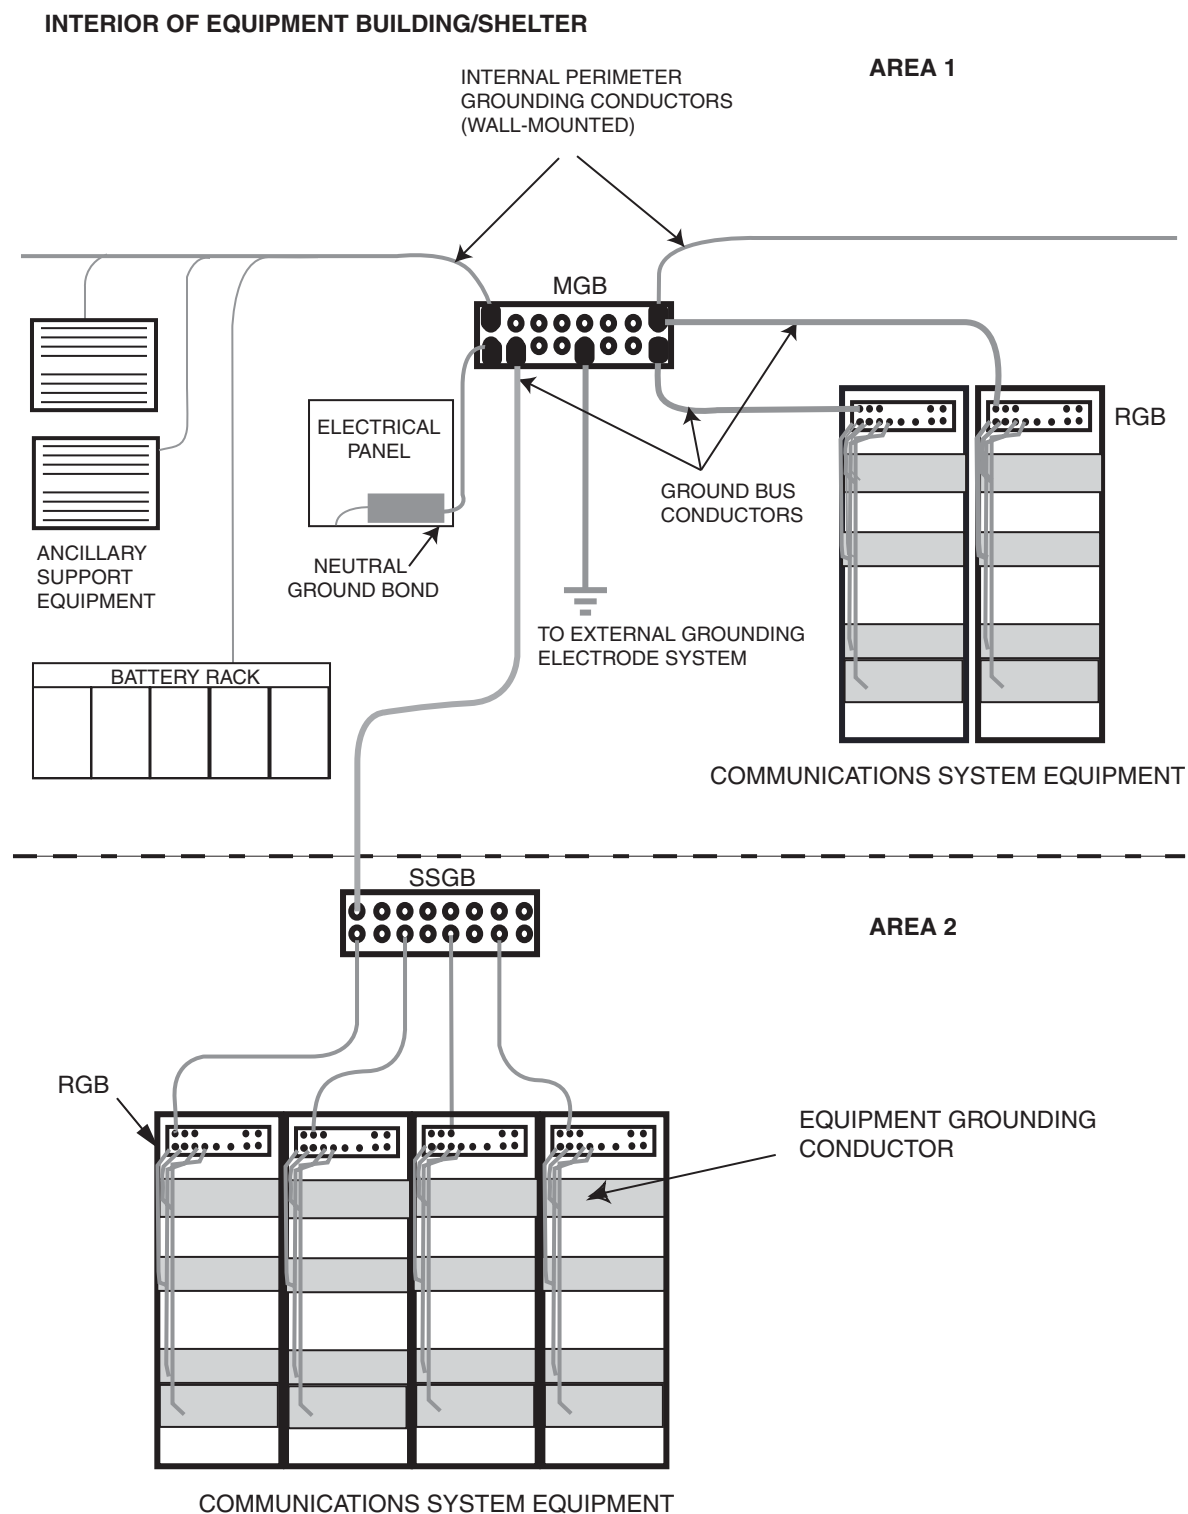 INTERIOR OF EQUIPMENT BUILDING/SHELTER
AREA 1
INTERNAL PERIMETER
GROUNDING CONDUCTORS
(WALL-MOUNTED)
MGB
RGB
ELECTRICAL
PANEL
GROUND BUS
CONDUCTORS
NEUTRAL
GROUND BOND
ANCILLARY
SUPPORT
EQUIPMENT
TO EXTERNAL GROUNDING
ELECTRODE SYSTEM
BATTERY RACK
COMMUNICATIONS SYSTEM EQUIPMENT
SSGB
AREA 2
RGB
EQUIPMENT GROUNDING
CONDUCTOR
COMMUNICATIONS SYSTEM EQUIPMENT